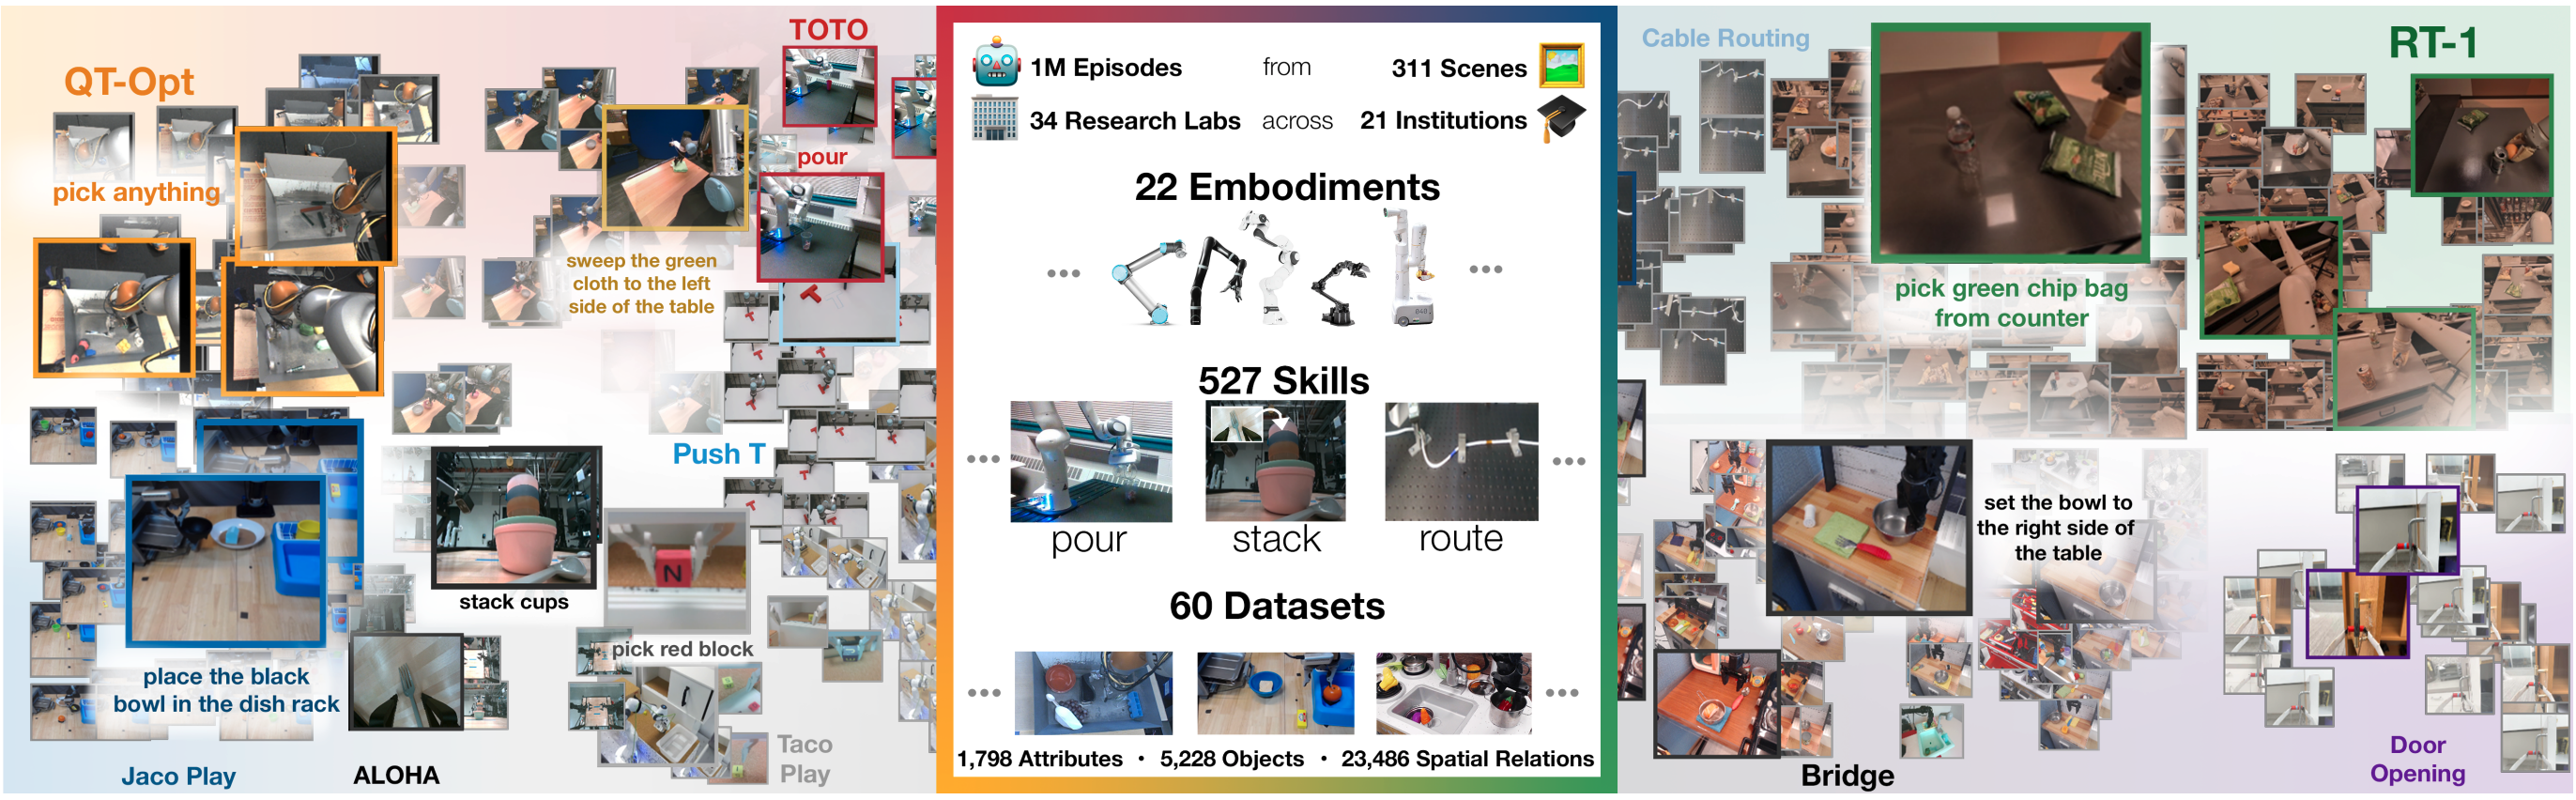 QT-Opt
pick anything
TOTO
pour
sweep the green
cloth to the left
side of the table
Push T
stack cups
N
pick red block
place the black
bowl in the dish rack
Jaco Play
ALOHA
Taco
Play
1M Episodes from 311 Scenes
34 Research Labs across 21 Institutions
22 Embodiments
527 Skills
pour stack route
60 Datasets
1,798 Attributes • 5,228 Objects • 23,486 Spatial Relations
Cable Routing
RT-1
pick green chip bag
from counter
set the bowl to
the right side of
the table
Bridge
Door
Opening